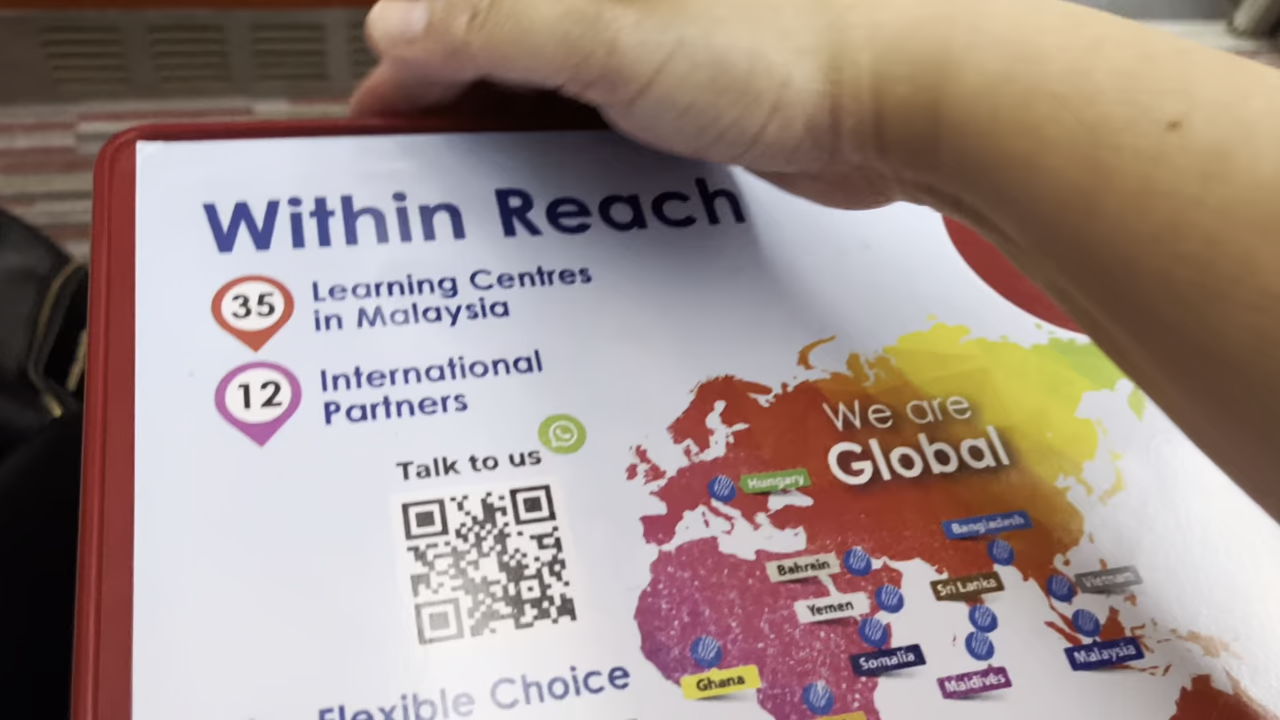 Within Reach
35
Learning Centres
in Malaysia
12
International
Partners
Talk to us
We are
Global
Hungary
Bangladesh
Bahrain
Sri Lanka
Vietnam
Yemen
Somalia
Malaysia
Ghana
Maldives
Flexible Choice